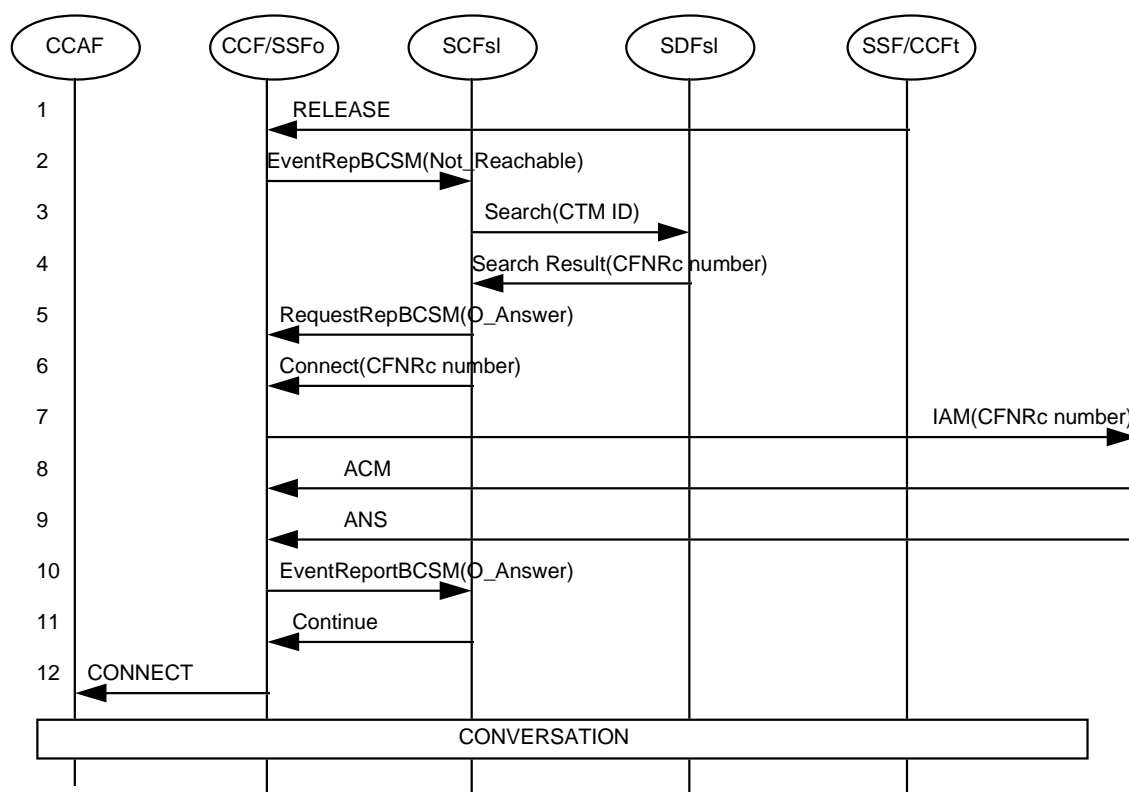 CCAF CCF/SSFo SCFsl SDFsl SSF/CCFt
1 RELEASE
2 EventRepBCSM(Not_Reachable)
3 Search(CTM ID)
4 Search Result(CFNRc number)
5 RequestRepBCSM(O_Answer)
6 Connect(CFNRc number)
7 IAM(CFNRc number)
8 ACM
9 ANS
10 EventReportBCSM(O_Answer)
11 Continue
12 CONNECT
CONVERSATION